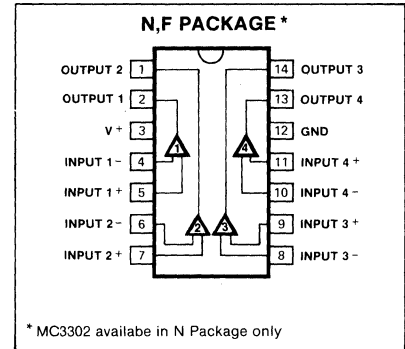 N,F PACKAGE*
OUTPUT 2 1 14 OUTPUT 3
OUTPUT 1 2 13 OUTPUT 4
V+ 3 12 GND
INPUT 1- 4 1 4 11 INPUT 4+
INPUT 1+ 5 10 INPUT 4-
INPUT 2- 6 2 3 9 INPUT 3+
INPUT 2+ 7 8 INPUT 3-
* MC3302 availabe in N Package only